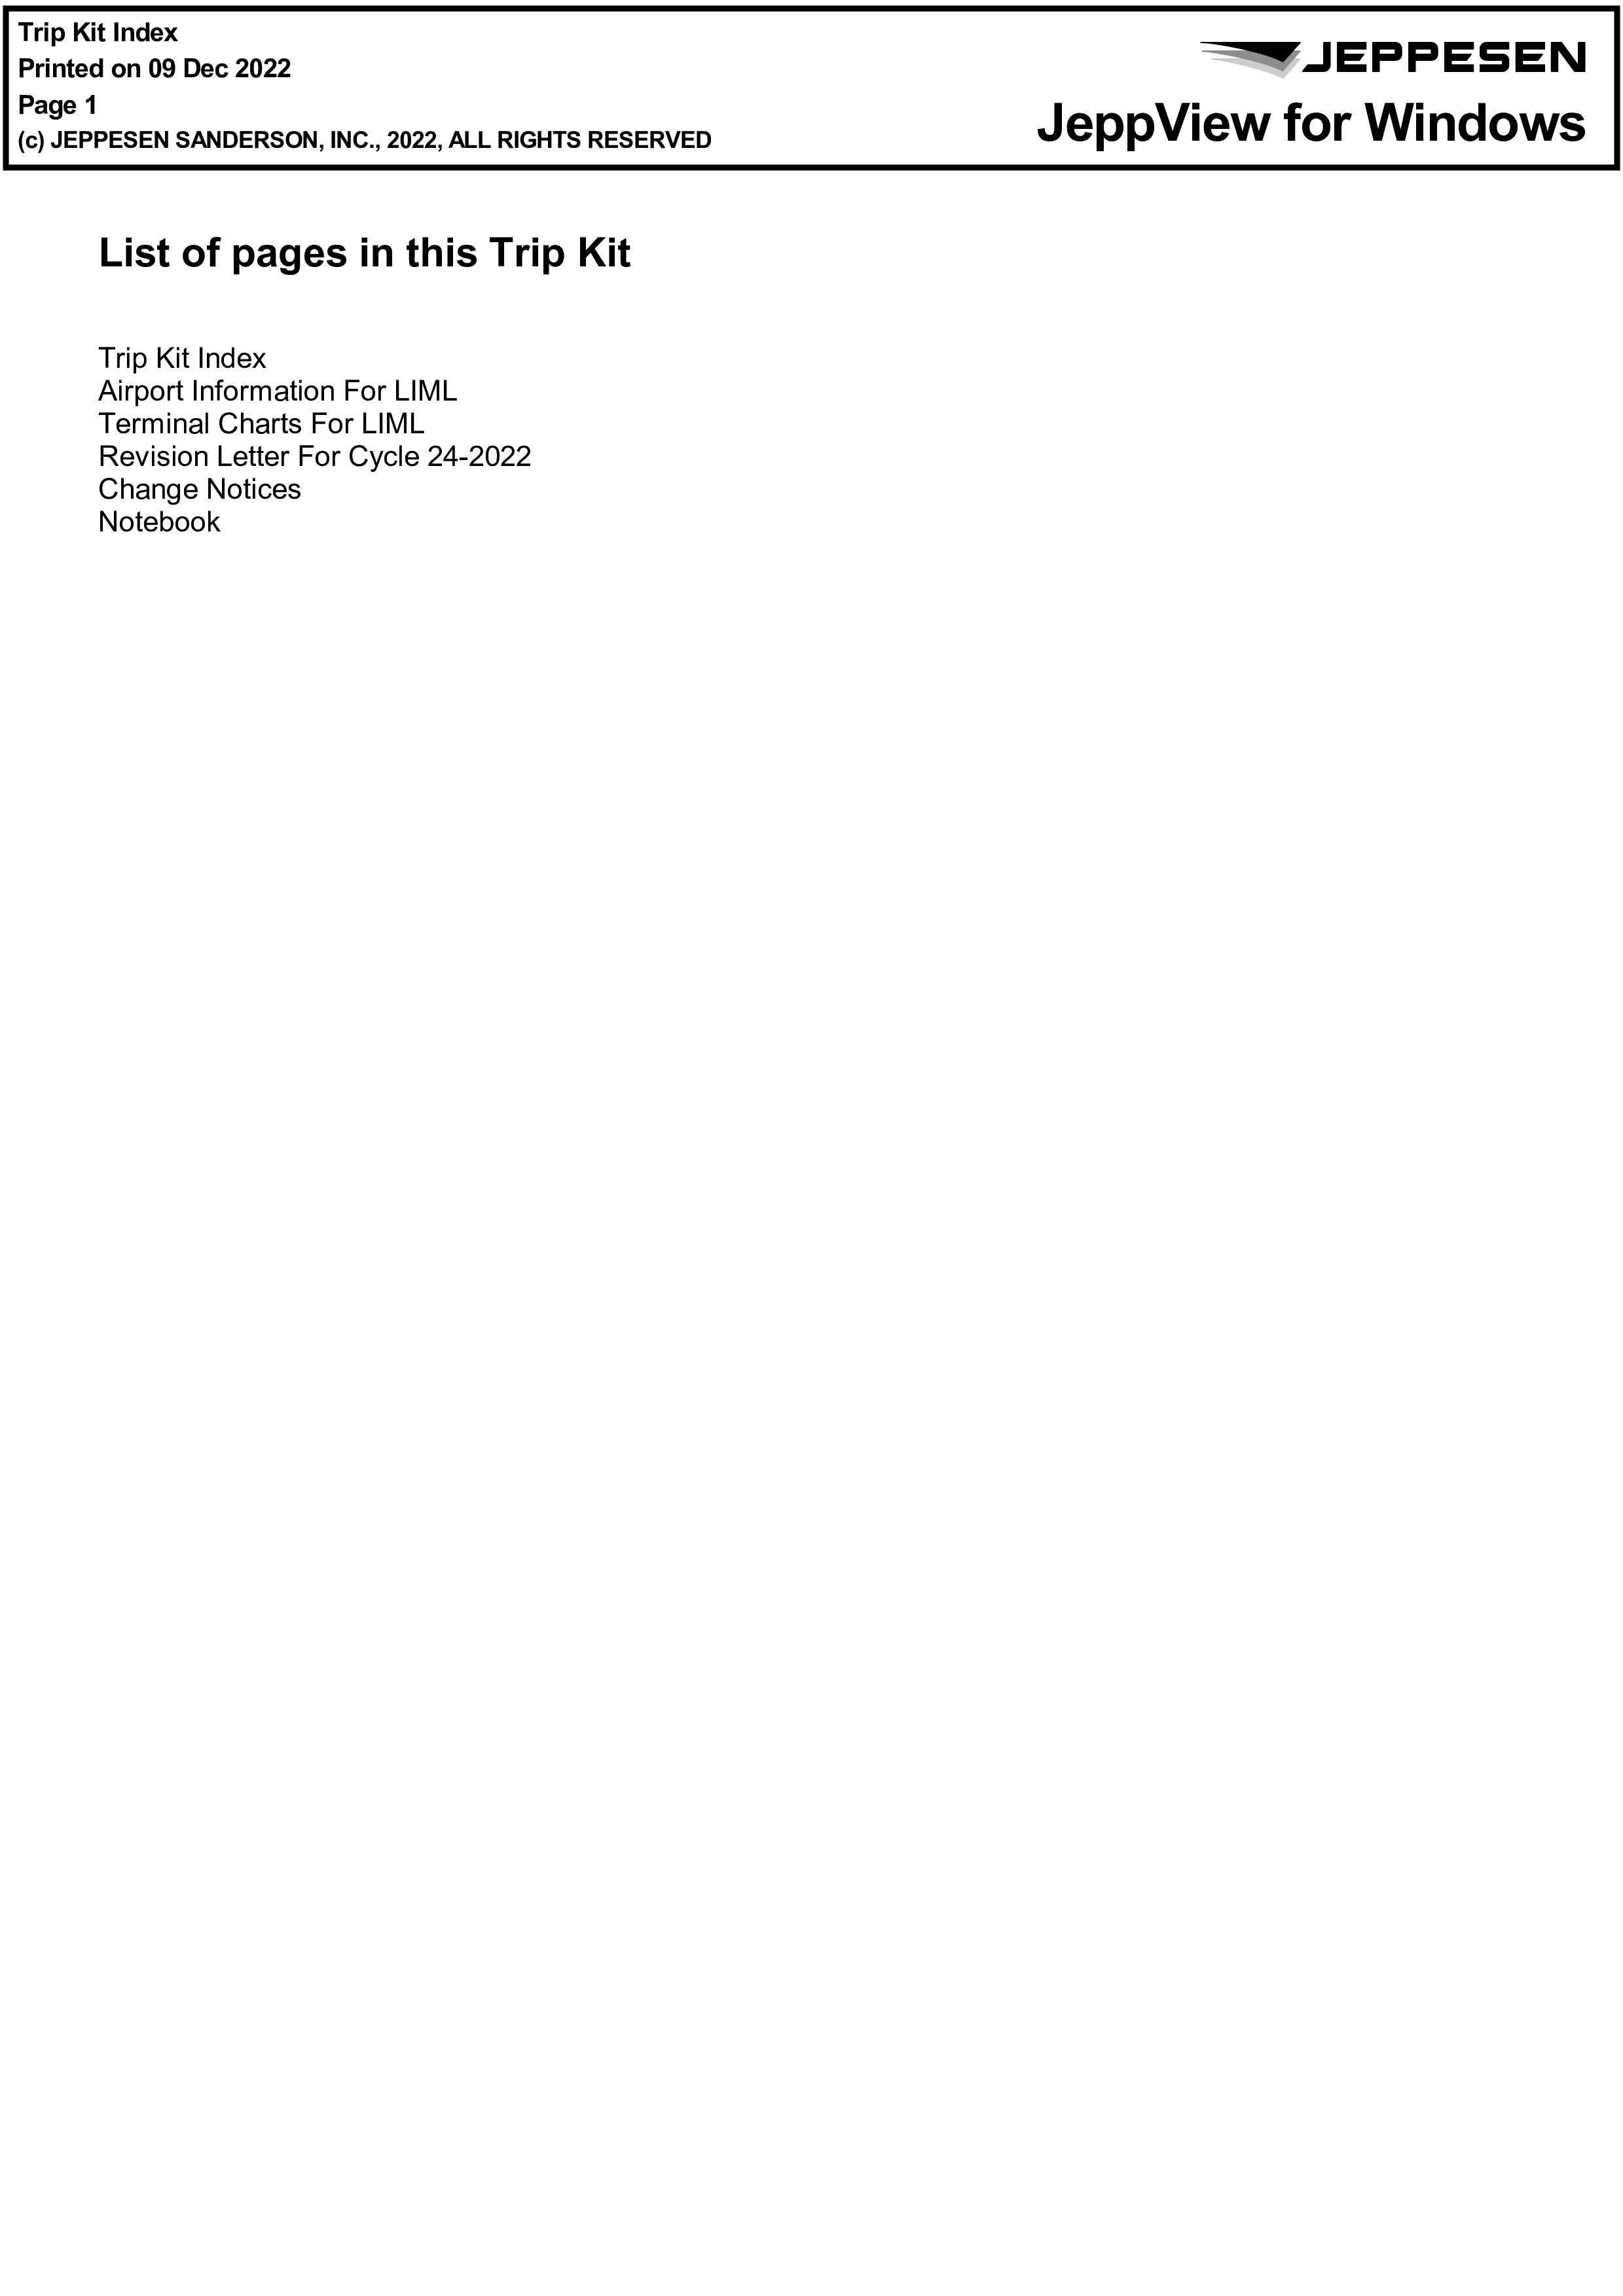 Trip Kit Index
Printed on 09 Dec 2022
Page 1
(c) JEPPESEN SANDERSON, INC., 2022, ALL RIGHTS RESERVED
JEPPESEN
JeppView for Windows
List of pages in this Trip Kit
Trip Kit Index
Airport Information For LIML
Terminal Charts For LIML
Revision Letter For Cycle 24-2022
Change Notices
Notebook